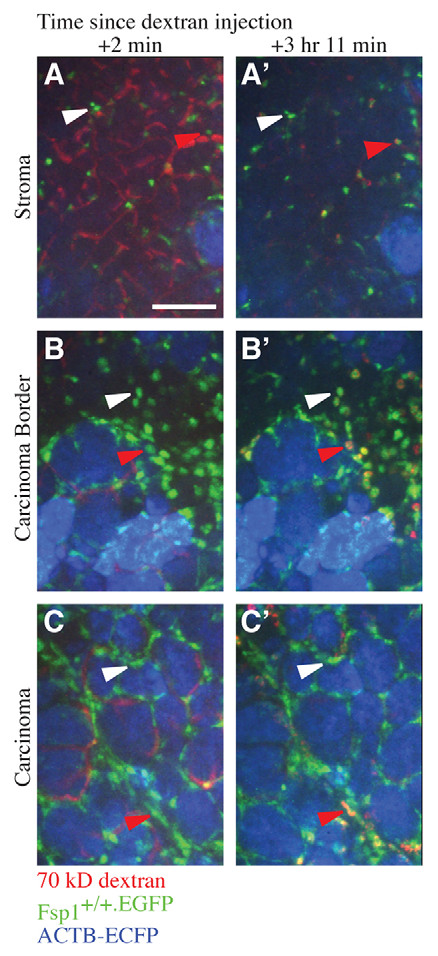 Time since dextran injection
+2 min +3 hr 11 min
A A'
Stroma
B B'
Carcinoma Border
C C'
Carcinoma
70 kD dextran
Fsp1+/+.EGFP
ACTB-ECFP